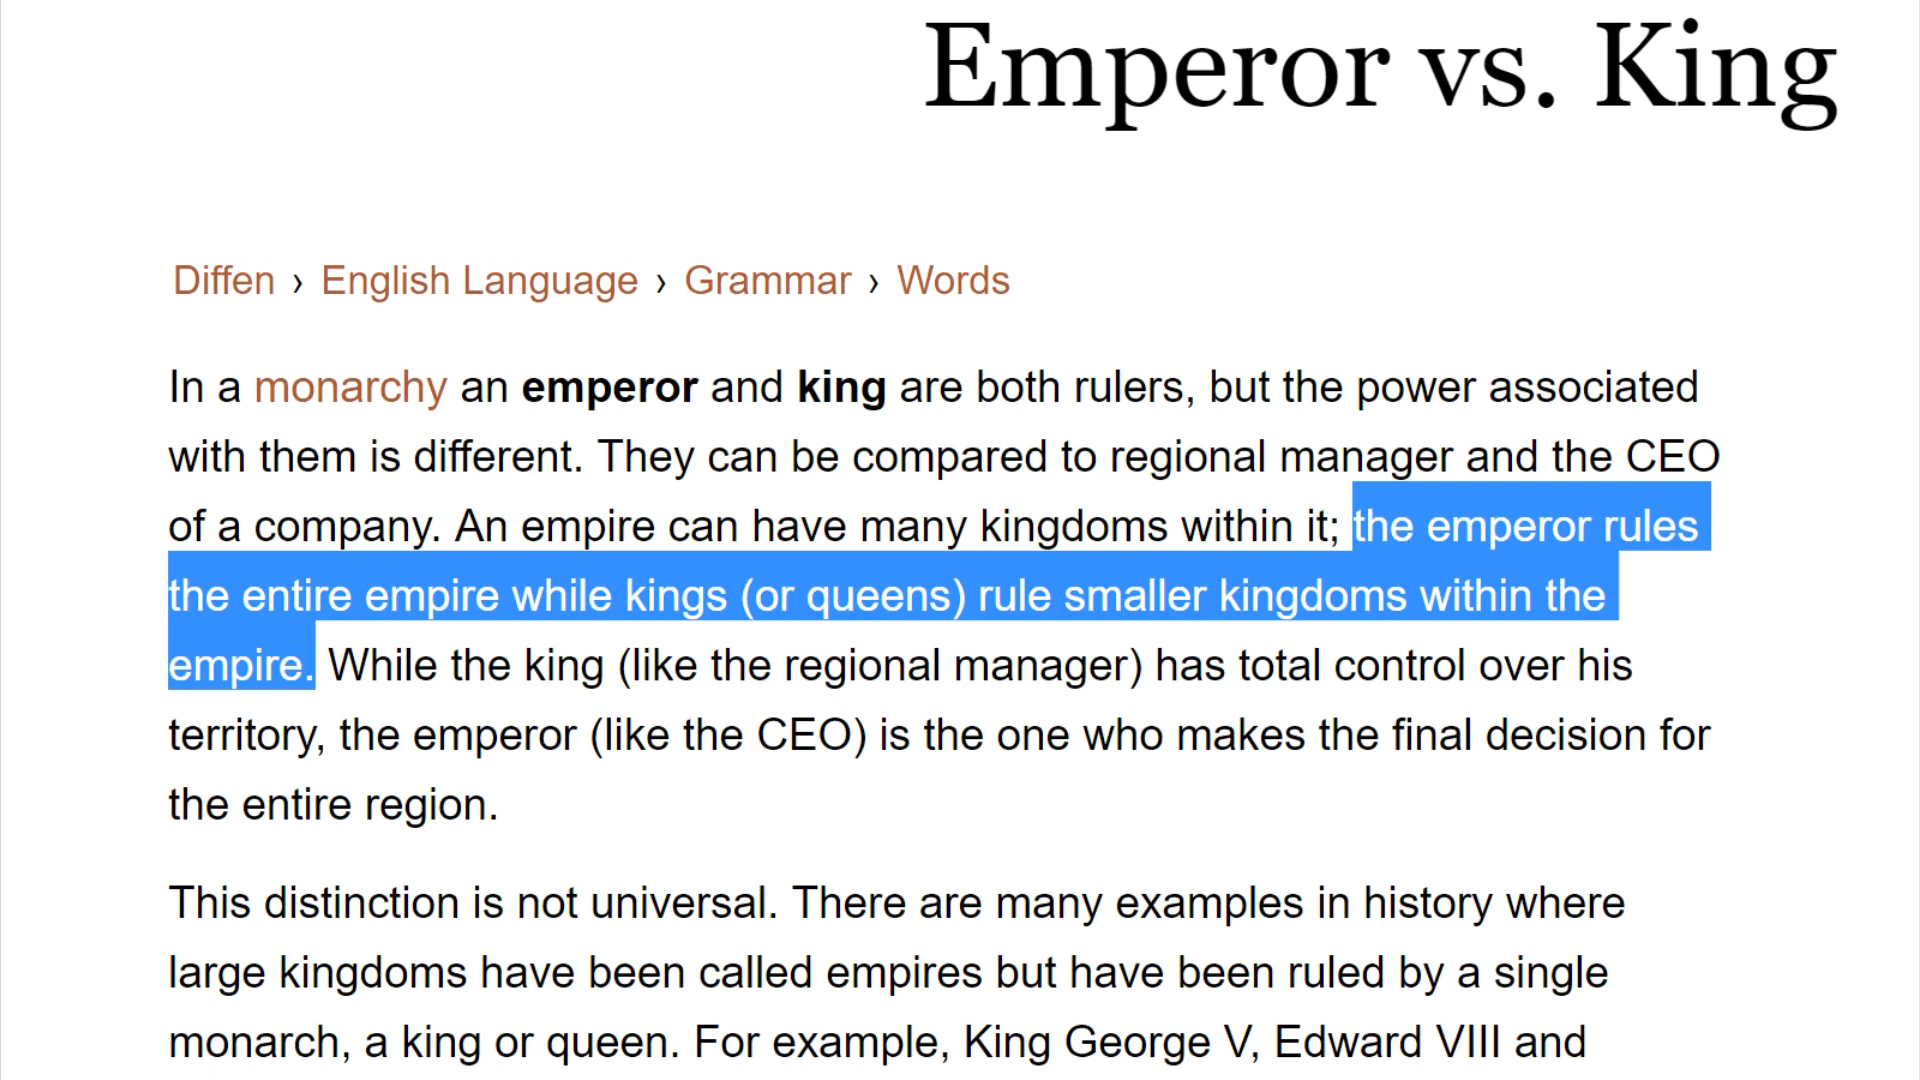 Emperor vs. King
Diffen › English Language › Grammar › Words
In a monarchy an emperor and king are both rulers, but the power associated
with them is different. They can be compared to regional manager and the CEO
of a company. An empire can have many kingdoms within it; the emperor rules
the entire empire while kings (or queens) rule smaller kingdoms within the
empire. While the king (like the regional manager) has total control over his
territory, the emperor (like the CEO) is the one who makes the final decision for
the entire region.
This distinction is not universal. There are many examples in history where
large kingdoms have been called empires but have been ruled by a single
monarch, a king or queen. For example, King George V, Edward VIII and